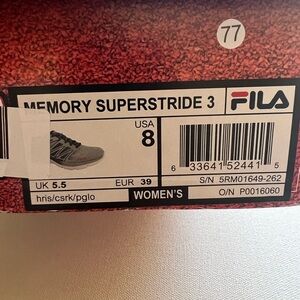 77
MEMORY SUPERSTRIDE 3 FILA
USA
8
6 33641 52441 5
UK 5.5 EUR 39 S/N 5RM01649-262
hris/csrk/pglo WOMEN'S O/N P0016060